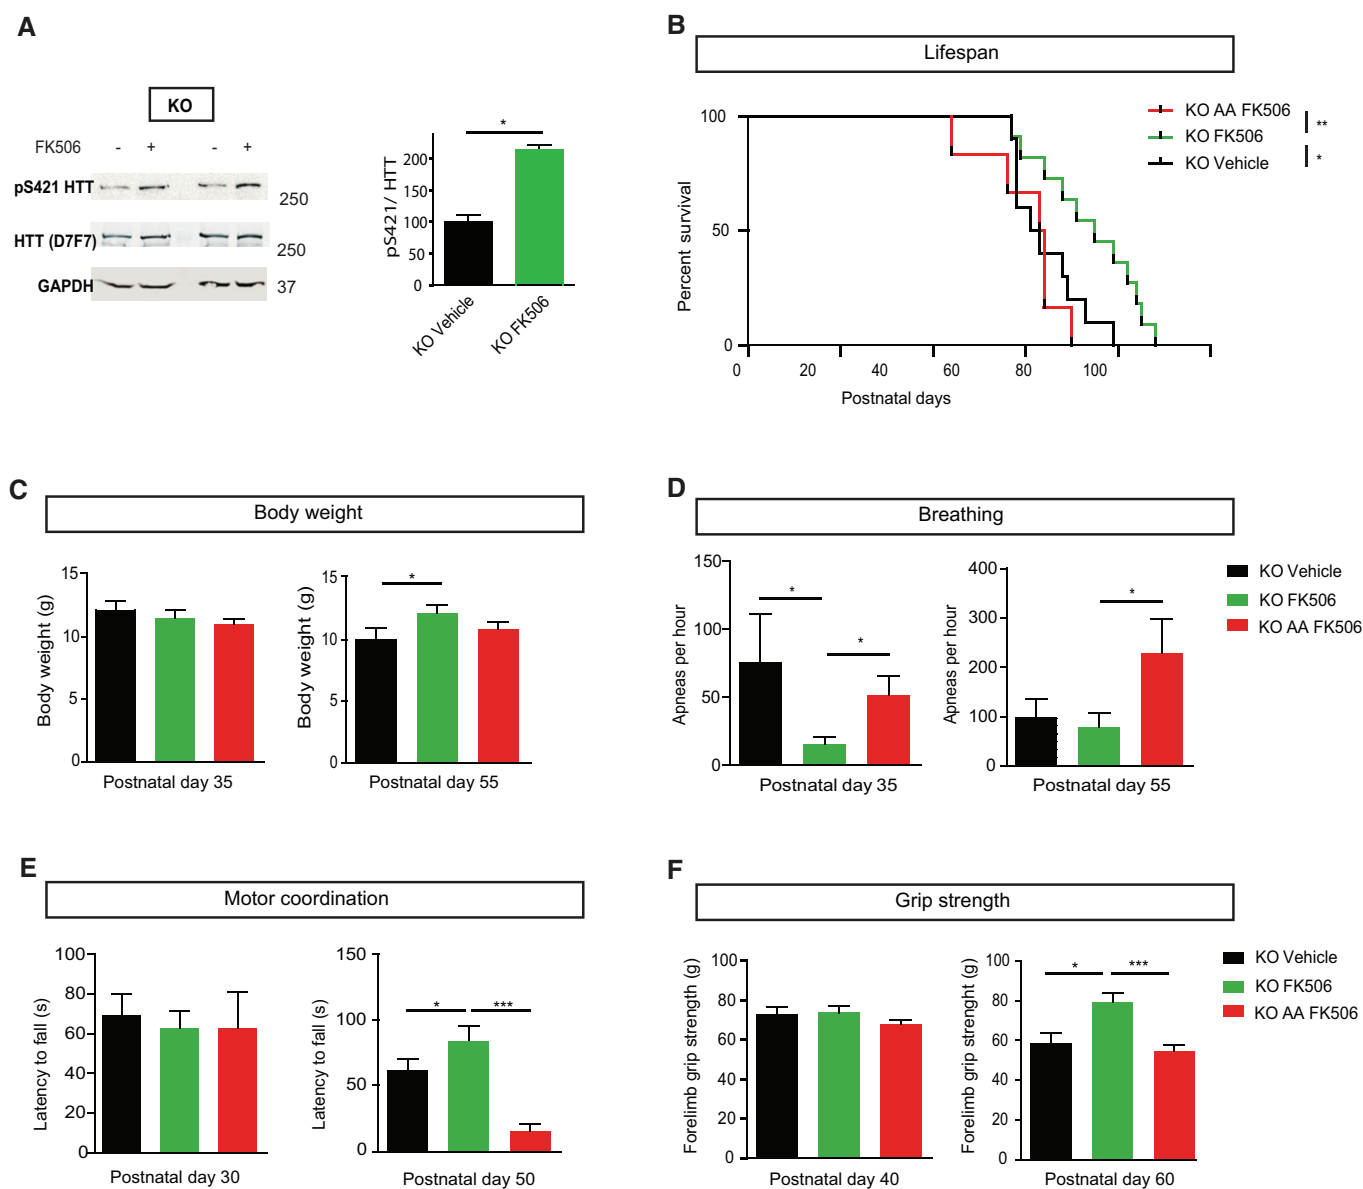 A
KO
FK506 - + - +
pS421 HTT
250
HTT (D7F7)
250
GAPDH
37
*
pS421/ HTT
200
150
100
50
0
KO Vehicle
KO FK506
B
Lifespan
Percent survival
100
50
0
0 20 40 60 80 100
Postnatal days
KO AA FK506
KO FK506
KO Vehicle
**
*
C
Body weight
Body weight (g)
15
10
5
0
Postnatal day 35
Body weight (g)
15
10
5
0
*
Postnatal day 55
D
Breathing
Apneas per hour
150
100
50
0
*
*
Postnatal day 35
Apneas per hour
400
300
200
100
0
*
Postnatal day 55
KO Vehicle
KO FK506
KO AA FK506
E
Motor coordination
Latency to fall (s)
100
80
60
40
20
0
Postnatal day 30
Latency to fall (s)
150
100
50
0
* ***
Postnatal day 50
F
Grip strength
Forelimb grip strength (g)
100
80
60
40
20
0
Postnatal day 40
Forelimb grip strenght (g)
100
80
60
40
20
0
* ***
Postnatal day 60
KO Vehicle
KO FK506
KO AA FK506